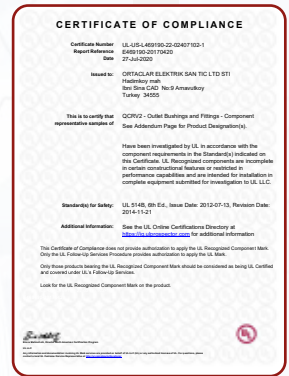 CERTIFICATE OF COMPLIANCE
Certificate Number UL-US-L469190-22-02407102-1
Report Reference E469190-20170420
Date 27-Jul-2020
Issued to: ORTACLAR ELEKTRIK SAN TIC LTD STI
Hadimkoy mah
Ibni Sina CAD No:9 Arnavutkoy
Turkey 34555
This is to certify that QCRV2 - Outlet Bushings and Fittings - Component
representative samples of See Addendum Page for Product Designation(s).
Have been investigated by UL in accordance with the
component requirements in the Standard(s) indicated on
this Certificate. UL Recognized components are incomplete
in certain constructional features or restricted in
performance capabilities and are intended for installation in
complete equipment submitted for investigation to UL LLC.
Standard(s) for Safety: UL 514B, 6th Ed., Issue Date: 2012-07-13, Revision Date:
2014-11-21
Additional Information: See the UL Online Certifications Directory at
https://iq.ulprospector.com for additional information
This Certificate of Compliance does not provide authorization to apply the UL Recognized Component Mark.
Only the UL Follow-Up Services Procedure provides authorization to apply the UL Mark.
Only those products bearing the UL Recognized Component Mark should be considered as being UL Certified
and covered under UL's Follow-Up Services.
Look for the UL Recognized Component Mark on the product.
UL